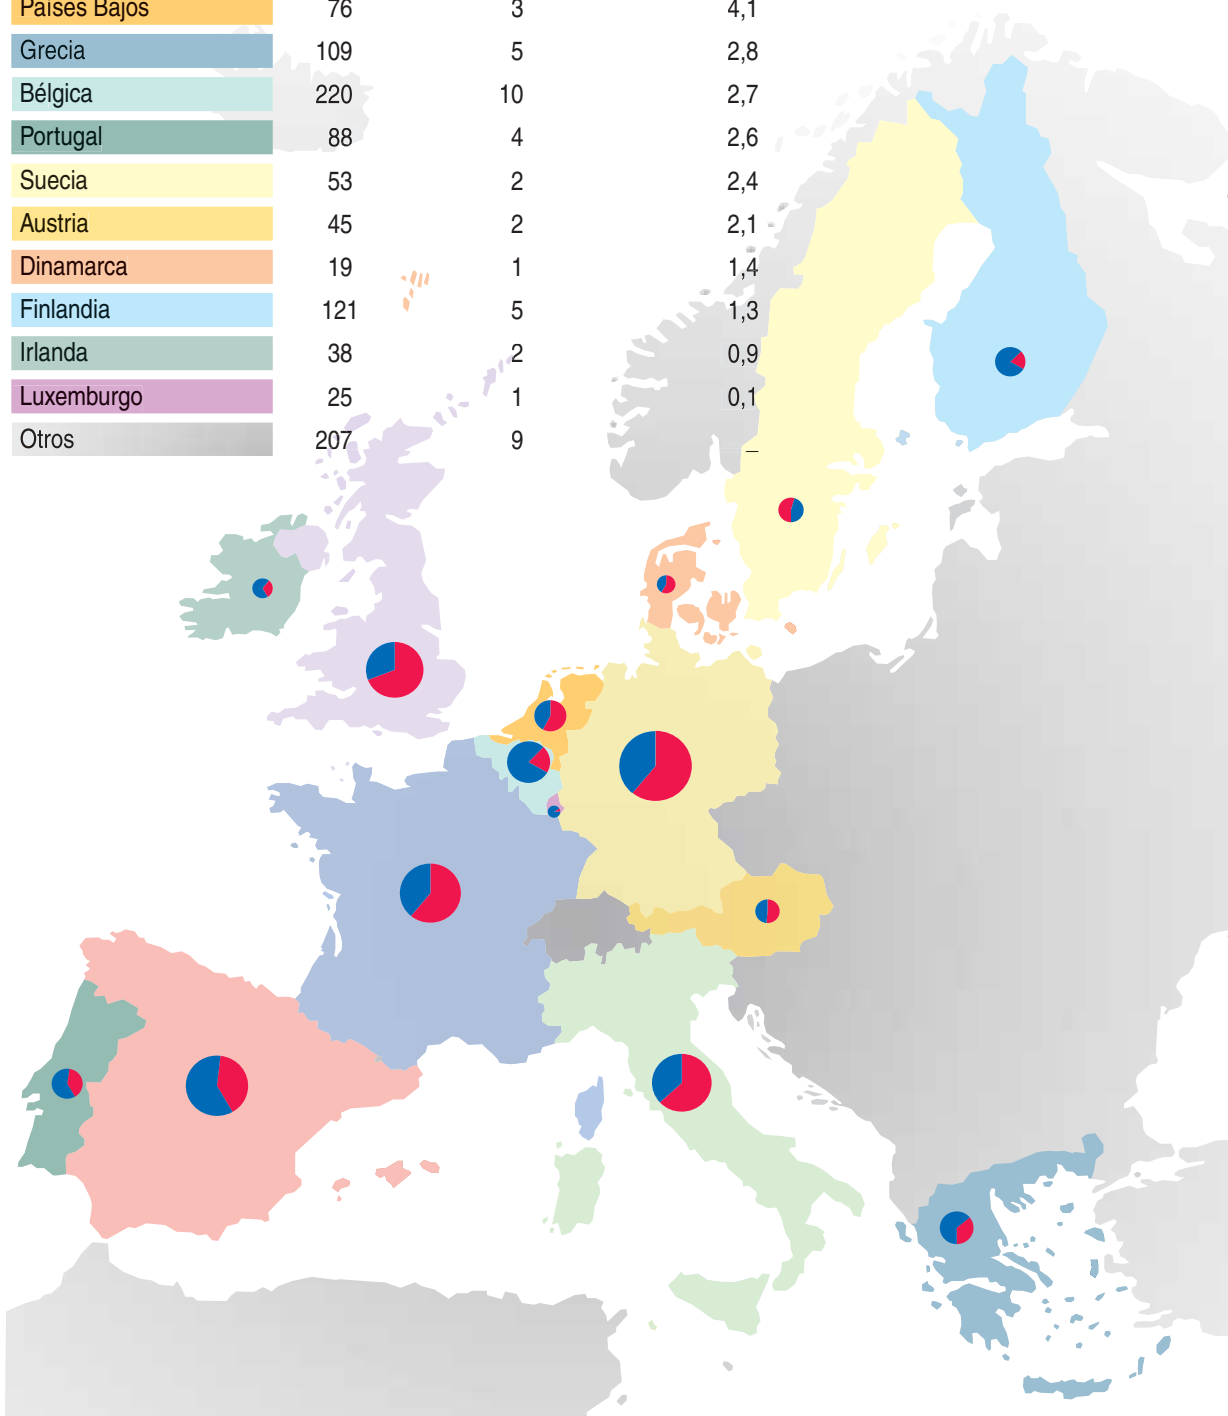 Países Bajos 76 3 4,1
Grecia 109 5 2,8
Bélgica 220 10 2,7
Portugal 88 4 2,6
Suecia 53 2 2,4
Austria 45 2 2,1
Dinamarca 19 1 1,4
Finlandia 121 5 1,3
Irlanda 38 2 0,9
Luxemburgo 25 1 0,1
Otros 207 9 –